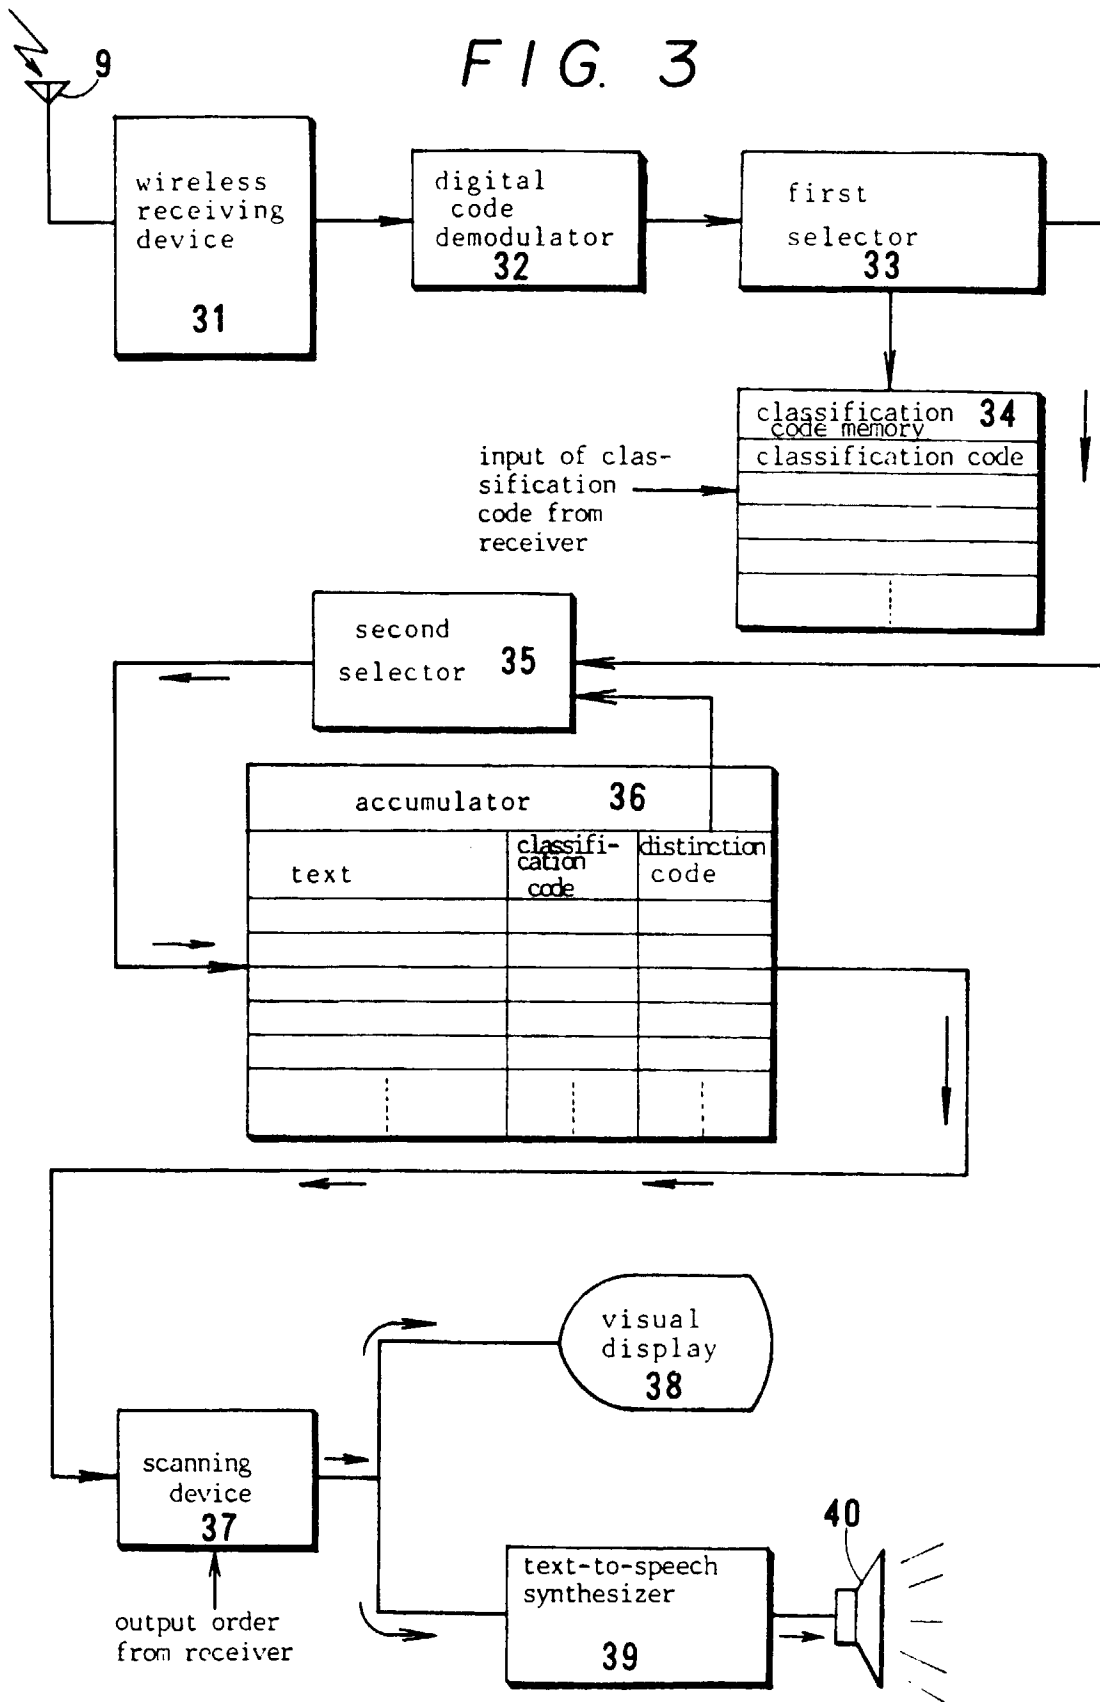 FIG. 3
9
wireless
receiving
device
31
digital
code
demodulator
32
first
selector
33
classification 34
code memory
classification code
input of clas-
sification
code from
receiver
second
selector 35
accumulator 36
text
classifi-
cation
code
distinction
code
visual
display
38
scanning
device
37
output order
from receiver
text-to-speech
synthesizer
39
40